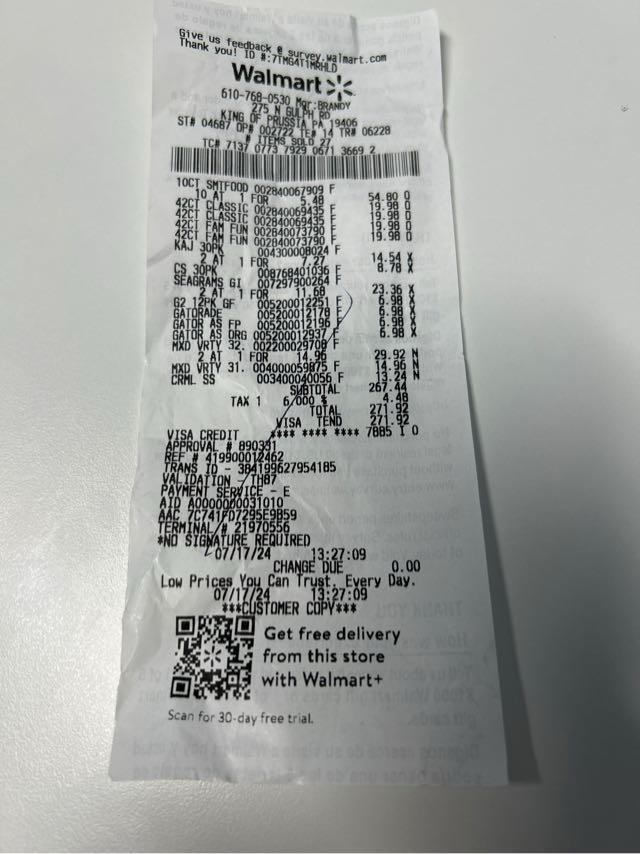 Give us feedback @ survey.walmart.com
Thank you! ID #:7TMG4T1MRHLD
Walmart
610-768-0530 Mgr:BRANDY
275 N GULPH RD
KING OF PRUSSIA PA 19406
ST# 04687 OP# 002722 TE# 14 TR# 06228
# ITEMS SOLD 27
TC# 7137 0773 7929 0671 3669 2
10CT SMTFOOD 002840067909 F
10 AT 1 FOR 5.48 54.80 O
42CT CLASSIC 002840069435 F 19.98 O
42CT CLASSIC 002840069435 F 19.98 O
42CT FAM FUN 002840073790 F 19.98 O
42CT FAM FUN 002840073790 F 19.98 O
KAJ 30PK 004300008024 F
2 AT 1 FOR 7.27 14.54 X
CS 30PK 008768401036 F 8.78 X
SEAGRAMS GI 007297900264 F
2 AT 1 FOR 11.68 23.36 X
G2 12PK GF 005200012251 F 6.98 X
GATORADE 005200012178 F 6.98 X
GATOR AS FP 005200012196 F 6.98 X
GATOR AS ORG 005200012937 F 6.98 X
MXD VRTY 32. 002200029708 F
2 AT 1 FOR 14.96 29.92 N
MXD VRTY 31. 004000059875 F 14.96 N
CRML SS 003400040056 F 13.24 N
SUBTOTAL 267.44
TAX 1 6.000 % 4.48
TOTAL 271.92
VISA TEND 271.92
VISA CREDIT **** **** **** 7885 I 0
APPROVAL # 890331
REF # 419900012462
TRANS ID - 384199627954185
VALIDATION - TH87
PAYMENT SERVICE - E
AID A0000000031010
AAC 7C741FD7295E9B59
TERMINAL # 21970556
*NO SIGNATURE REQUIRED
07/17/24 13:27:09
CHANGE DUE 0.00
Low Prices You Can Trust. Every Day.
07/17/24 13:27:09
***CUSTOMER COPY***
Get free delivery
from this store
with Walmart+
Scan for 30-day free trial.